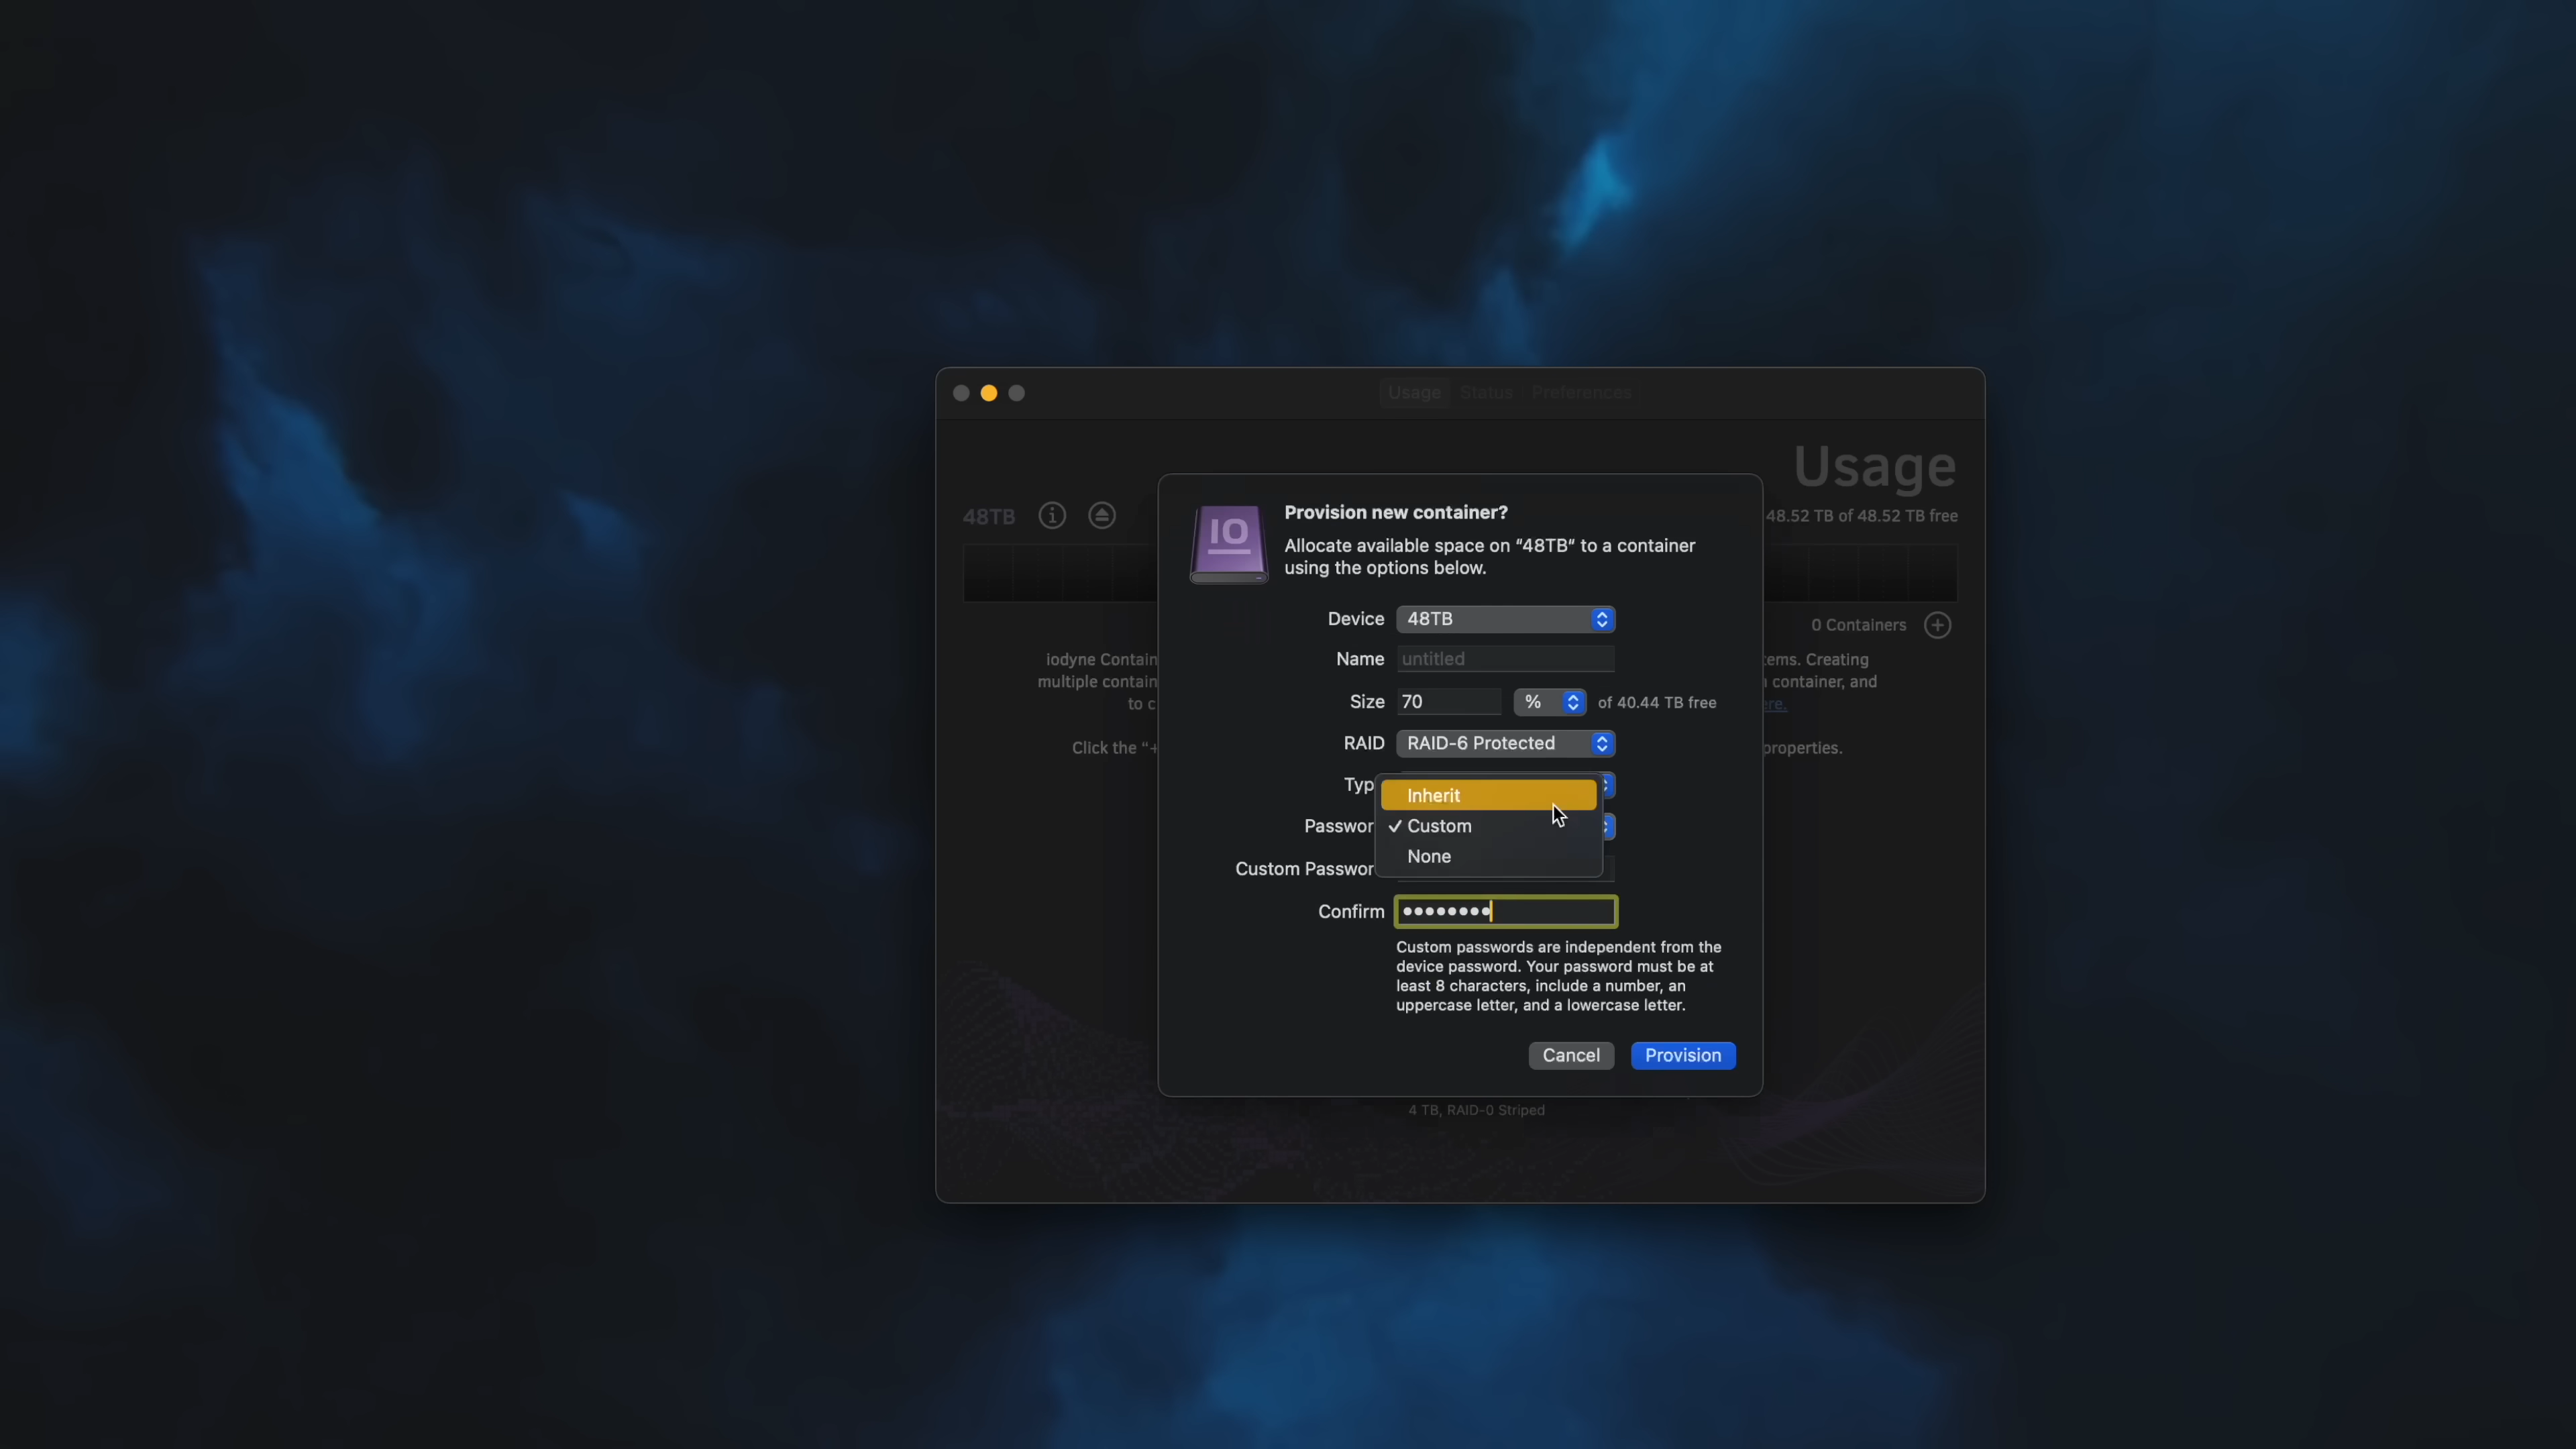 Usage Status Preferences
Usage
48TB
48.52 TB of 48.52 TB free
IO
Provision new container?
Allocate available space on “48TB” to a container
using the options below.
Device 48TB
0 Containers
Name untitled
iodyne Contain
tems. Creating
multiple contain
container, and
to c
ere.
Size 70 % of 40.44 TB free
RAID RAID-6 Protected
Click the “+
properties.
Typ
Inherit
Passwor
✓ Custom
None
Custom Passwor
Confirm ••••••••
Custom passwords are independent from the
device password. Your password must be at
least 8 characters, include a number, an
uppercase letter, and a lowercase letter.
Cancel Provision
4 TB, RAID-0 Striped